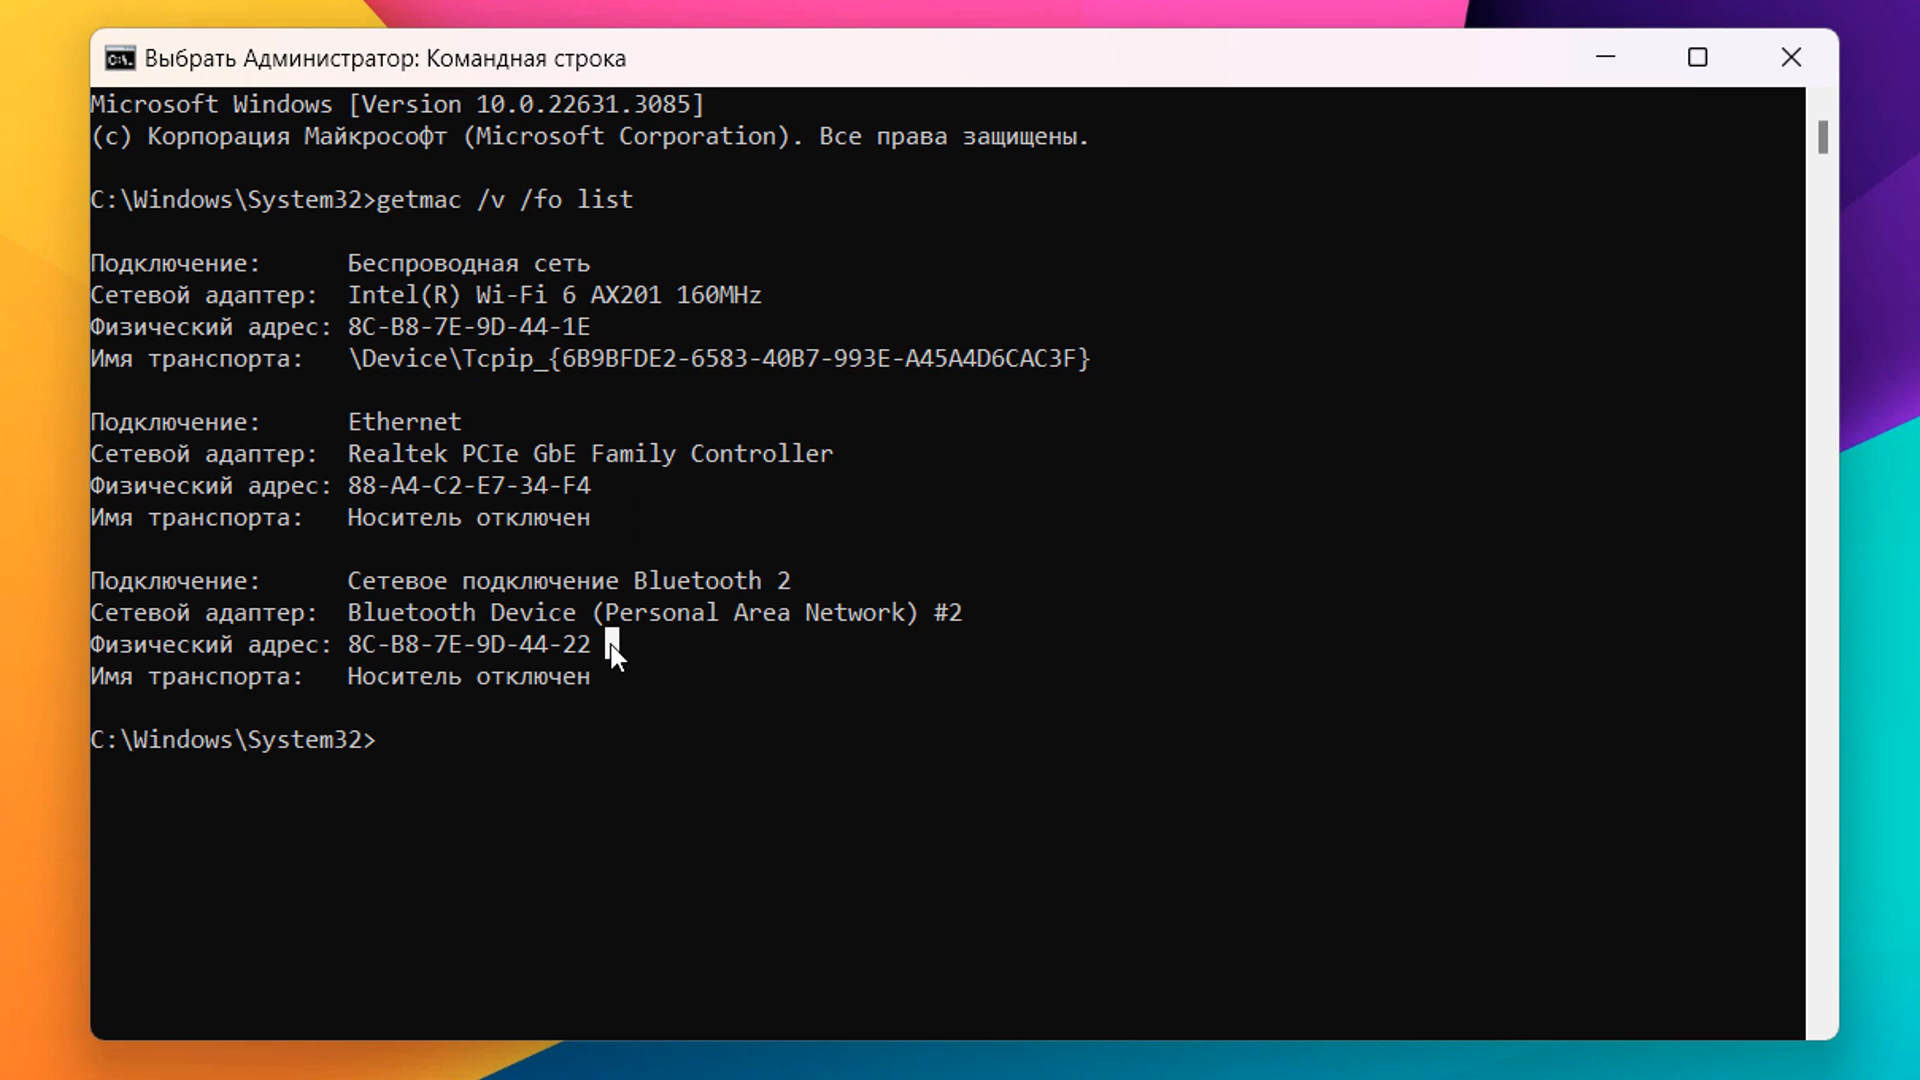 Выбрать Администратор: Командная строка
Microsoft Windows [Version 10.0.22631.3085]
(c) Корпорация Майкрософт (Microsoft Corporation). Все права защищены.
C:\Windows\System32>getmac /v /fo list
Подключение: Беспроводная сеть
Сетевой адаптер: Intel(R) Wi-Fi 6 AX201 160MHz
Физический адрес: 8C-B8-7E-9D-44-1E
Имя транспорта: \Device\Tcpip_{6B9BFDE2-6583-40B7-993E-A45A4D6CAC3F}
Подключение: Ethernet
Сетевой адаптер: Realtek PCIe GbE Family Controller
Физический адрес: 88-A4-C2-E7-34-F4
Имя транспорта: Носитель отключен
Подключение: Сетевое подключение Bluetooth 2
Сетевой адаптер: Bluetooth Device (Personal Area Network) #2
Физический адрес: 8C-B8-7E-9D-44-22
Имя транспорта: Носитель отключен
C:\Windows\System32>